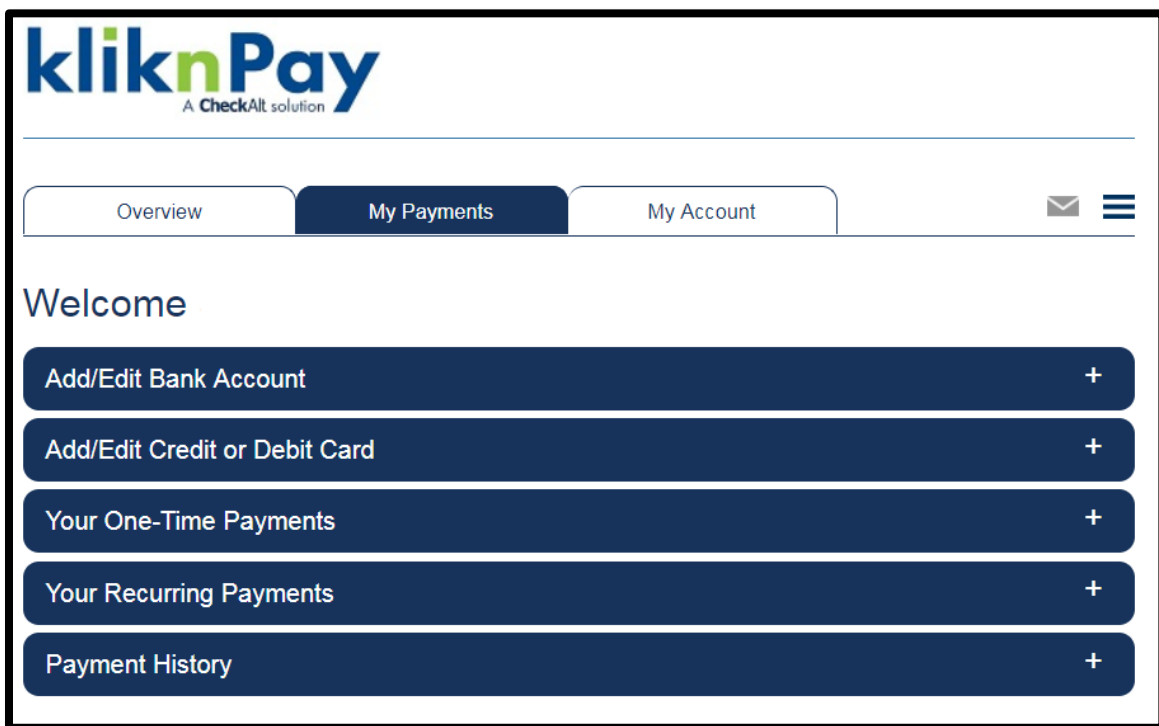 kliknPay
A CheckAlt solution
Overview My Payments My Account
Welcome
Add/Edit Bank Account +
Add/Edit Credit or Debit Card +
Your One-Time Payments +
Your Recurring Payments +
Payment History +